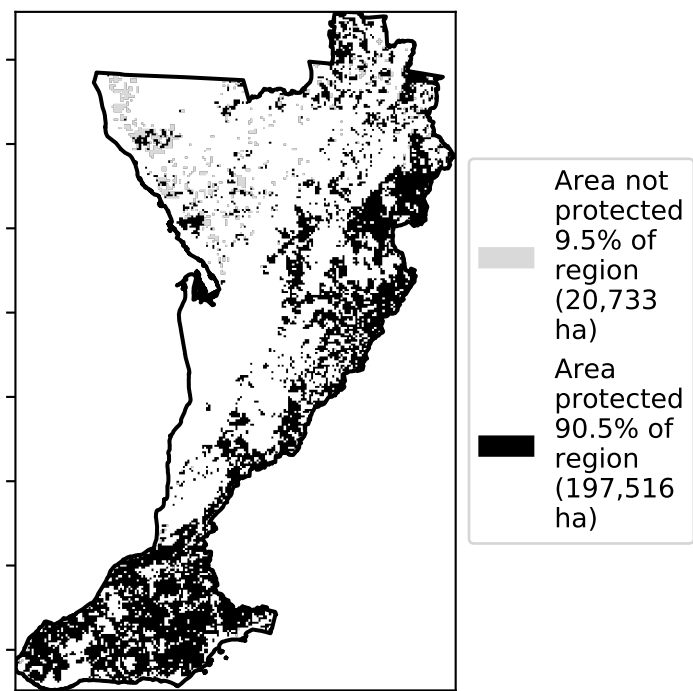 Area not
protected
9.5% of
region
(20,733
ha)
Area
protected
90.5% of
region
(197,516
ha)